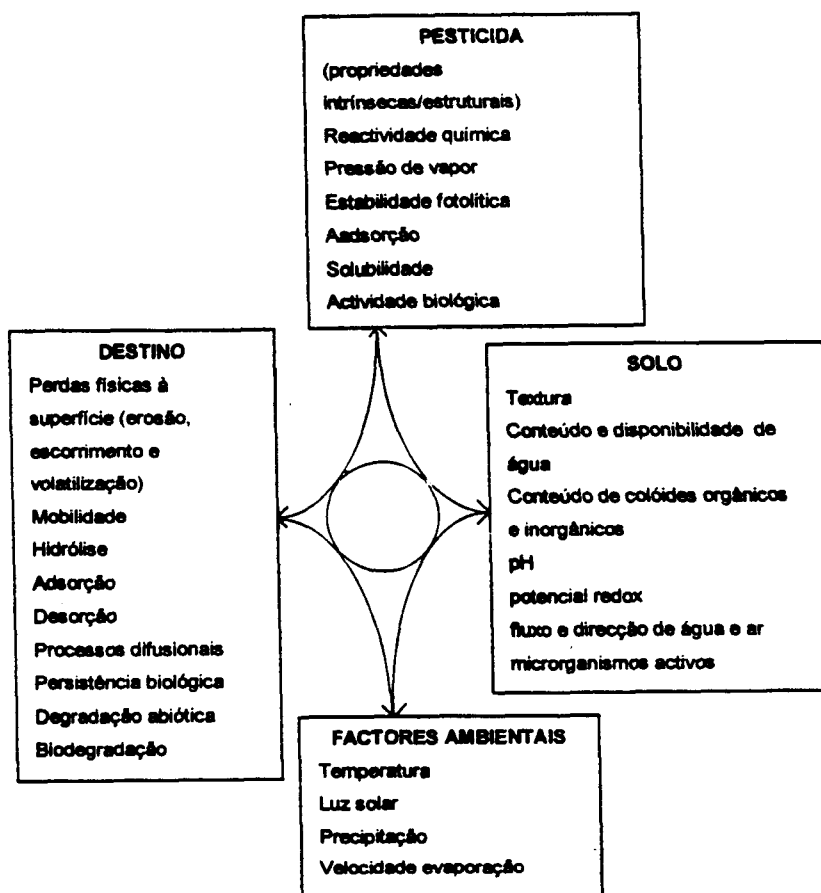 PESTICIDA
(propriedades
intrínsecas/estruturais)
Reactividade química
Pressão de vapor
Estabilidade fotolítica
Aadsorção
Solubilidade
Actividade biológica
DESTINO
Perdas físicas à
superfície (erosão,
escorrimento e
volatilização)
Mobilidade
Hidrólise
Adsorção
Desorção
Processos difusionais
Persistência biológica
Degradação abiótica
Biodegradação
SOLO
Textura
Conteúdo e disponibilidade de
água
Conteúdo de colóides orgânicos
e inorgânicos
pH
potencial redox
fluxo e direcção de água e ar
microrganismos activos
FACTORES AMBIENTAIS
Temperatura
Luz solar
Precipitação
Velocidade evaporação